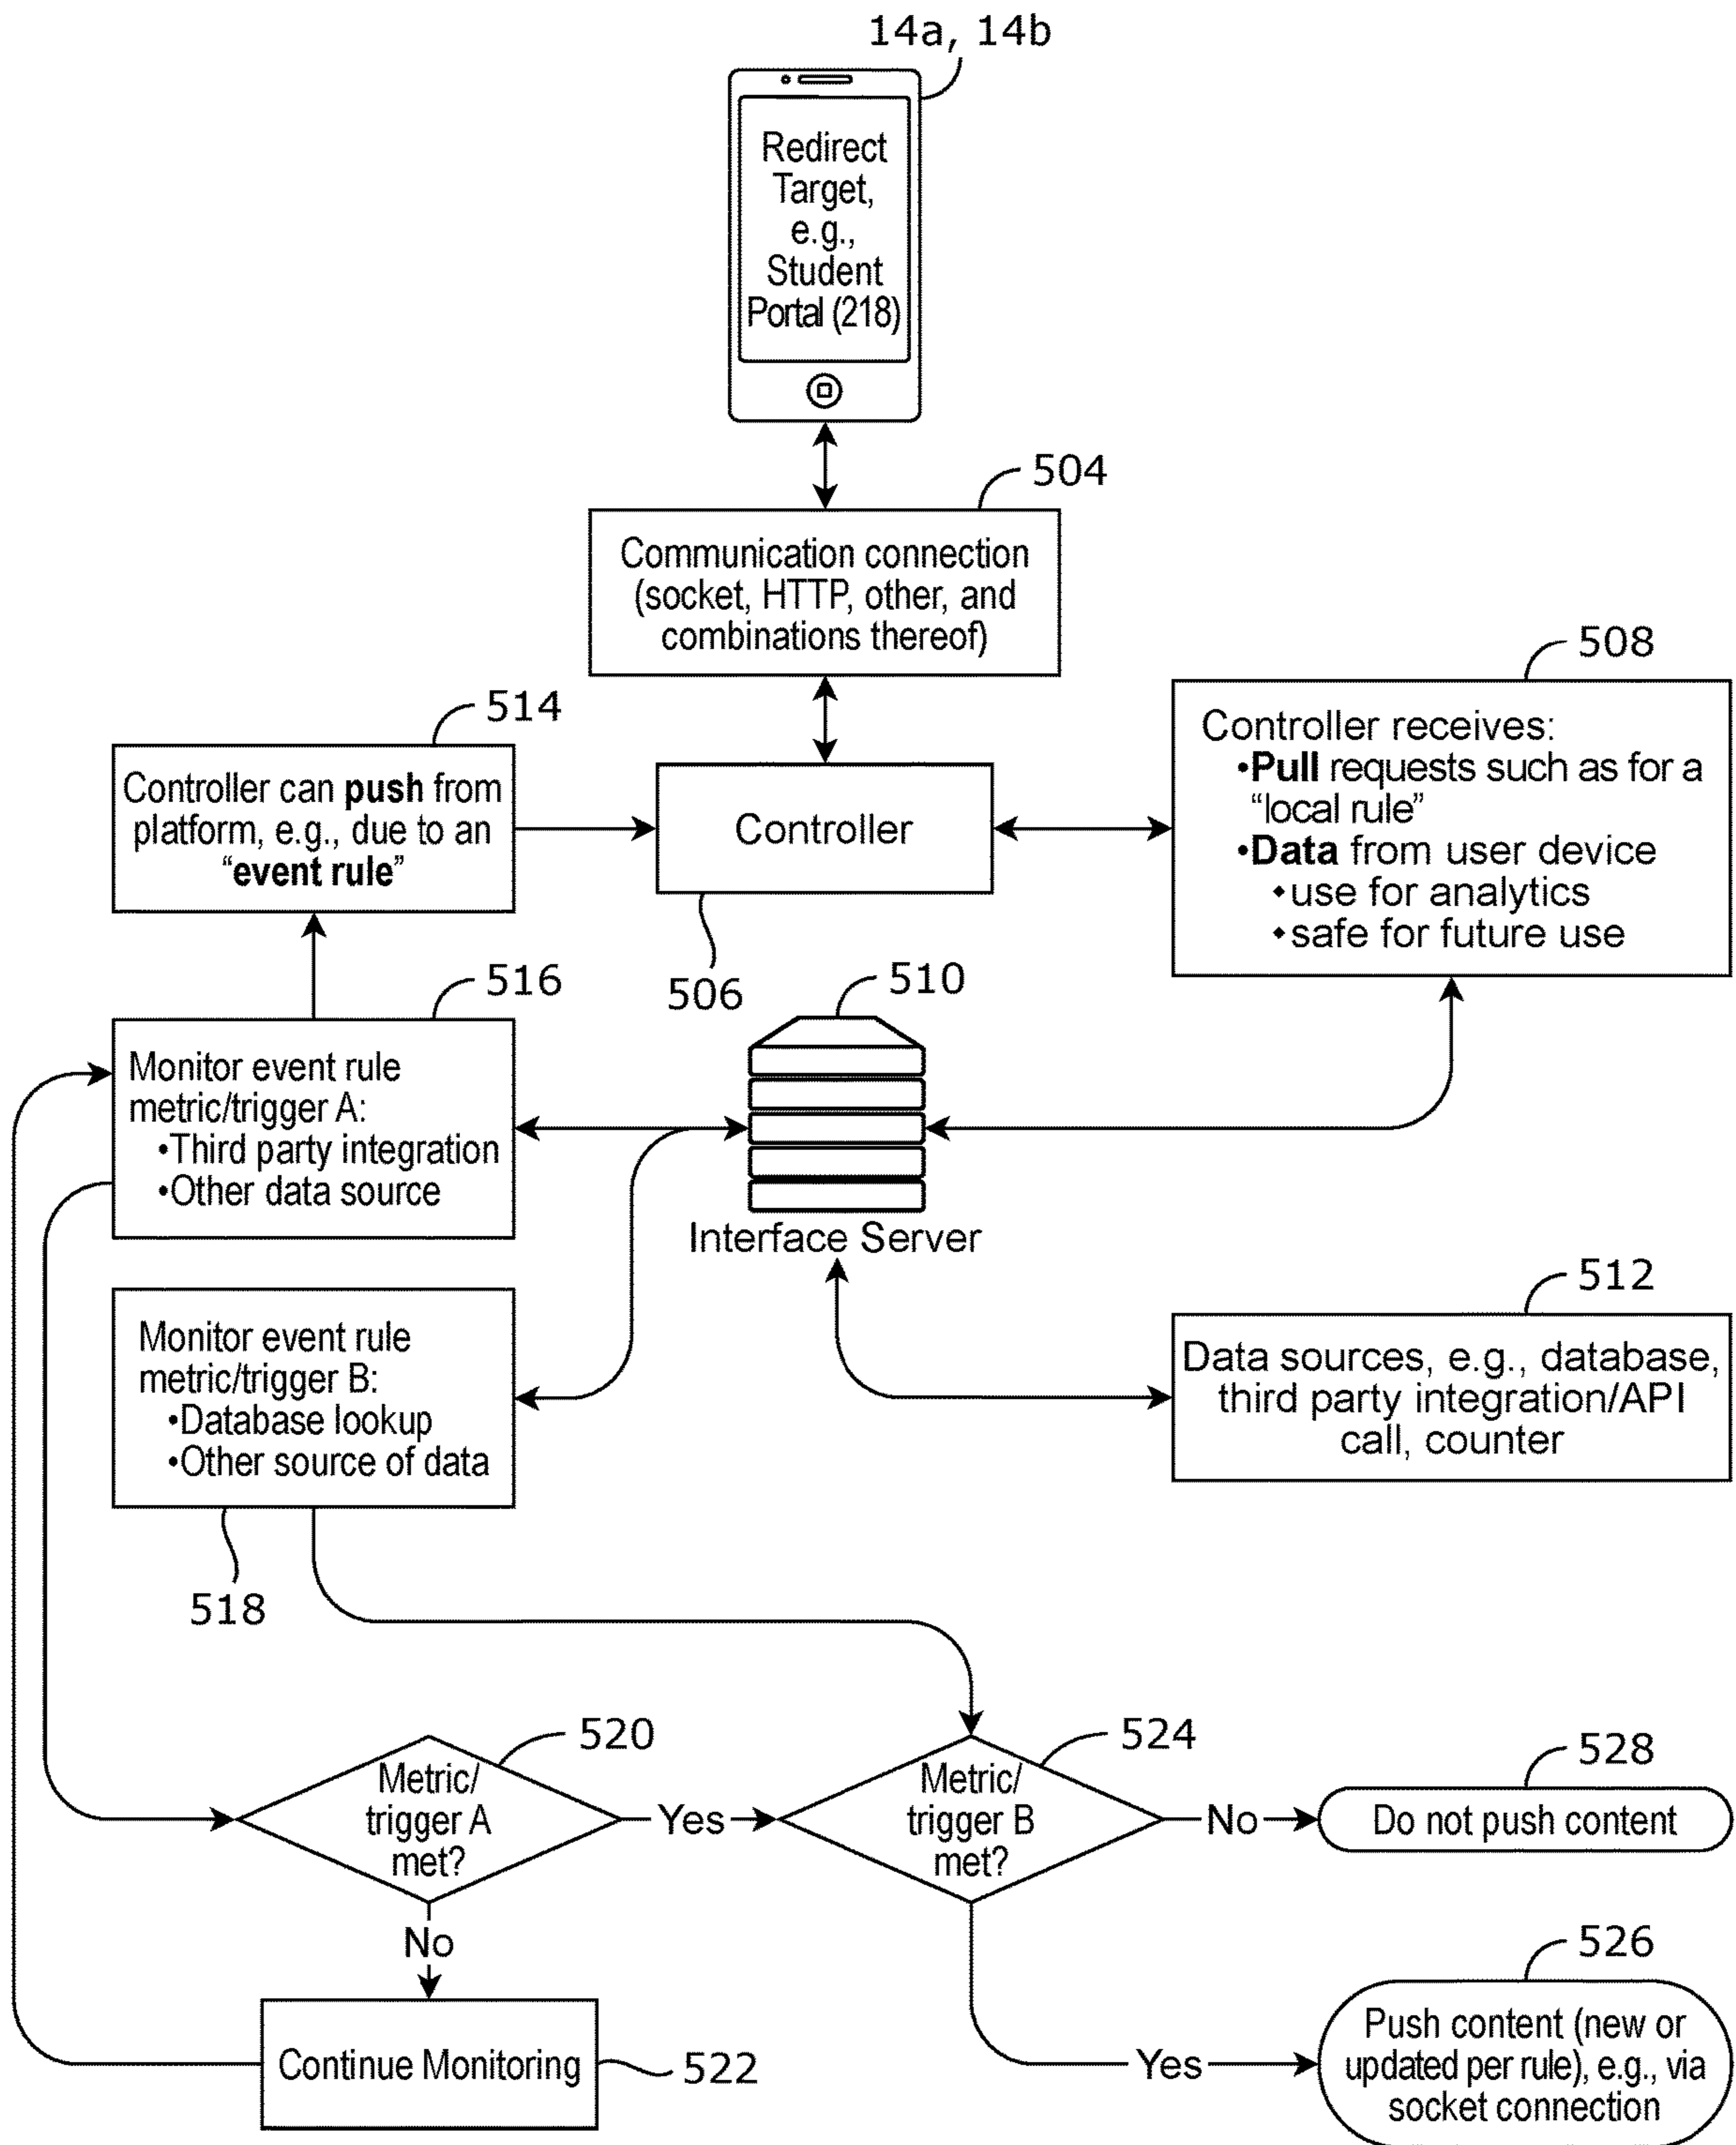 14a, 14b
Redirect
Target,
e.g.,
Student
Portal (218)
504
Communication connection
(socket, HTTP, other, and
combinations thereof)
508
Controller receives:
•Pull requests such as for a
“local rule”
•Data from user device
◆use for analytics
◆safe for future use
514
Controller can push from
platform, e.g., due to an
“event rule”
Controller
506
516
Monitor event rule
metric/trigger A:
•Third party integration
•Other data source
510
Interface Server
512
Data sources, e.g., database,
third party integration/API
call, counter
Monitor event rule
metric/trigger B:
•Database lookup
•Other source of data
518
520
Metric/
trigger A
met?
Yes
524
Metric/
trigger B
met?
No
528
Do not push content
No
Continue Monitoring
522
Yes
526
Push content (new or
updated per rule), e.g., via
socket connection